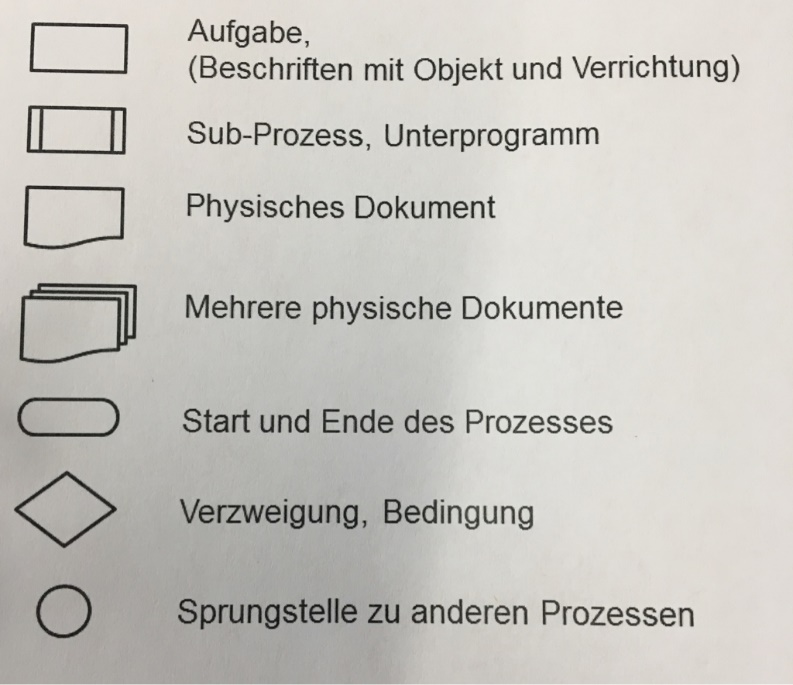 Aufgabe,
(Beschriften mit Objekt und Verrichtung)
Sub-Prozess, Unterprogramm
Physisches Dokument
Mehrere physische Dokumente
Start und Ende des Prozesses
Verzweigung, Bedingung
Sprungstelle zu anderen Prozessen